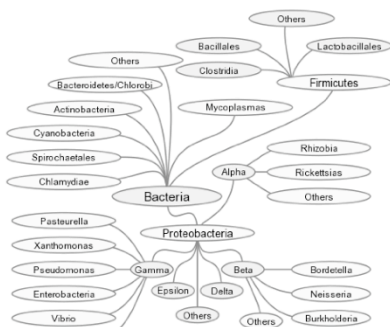 Others
Bacillales
Lactobacillales
Others
Clostridia
Firmicutes
Bacteroidetes/Chlorobi
Actinobacteria
Mycoplasmas
Cyanobacteria
Rhizobia
Spirochaetales
Alpha
Rickettsias
Chlamydiae
Bacteria
Others
Pasteurella
Proteobacteria
Xanthomonas
Pseudomonas
Gamma
Beta
Bordetella
Epsilon
Delta
Enterobacteria
Neisseria
Others
Vibrio
Others
Burkholderia